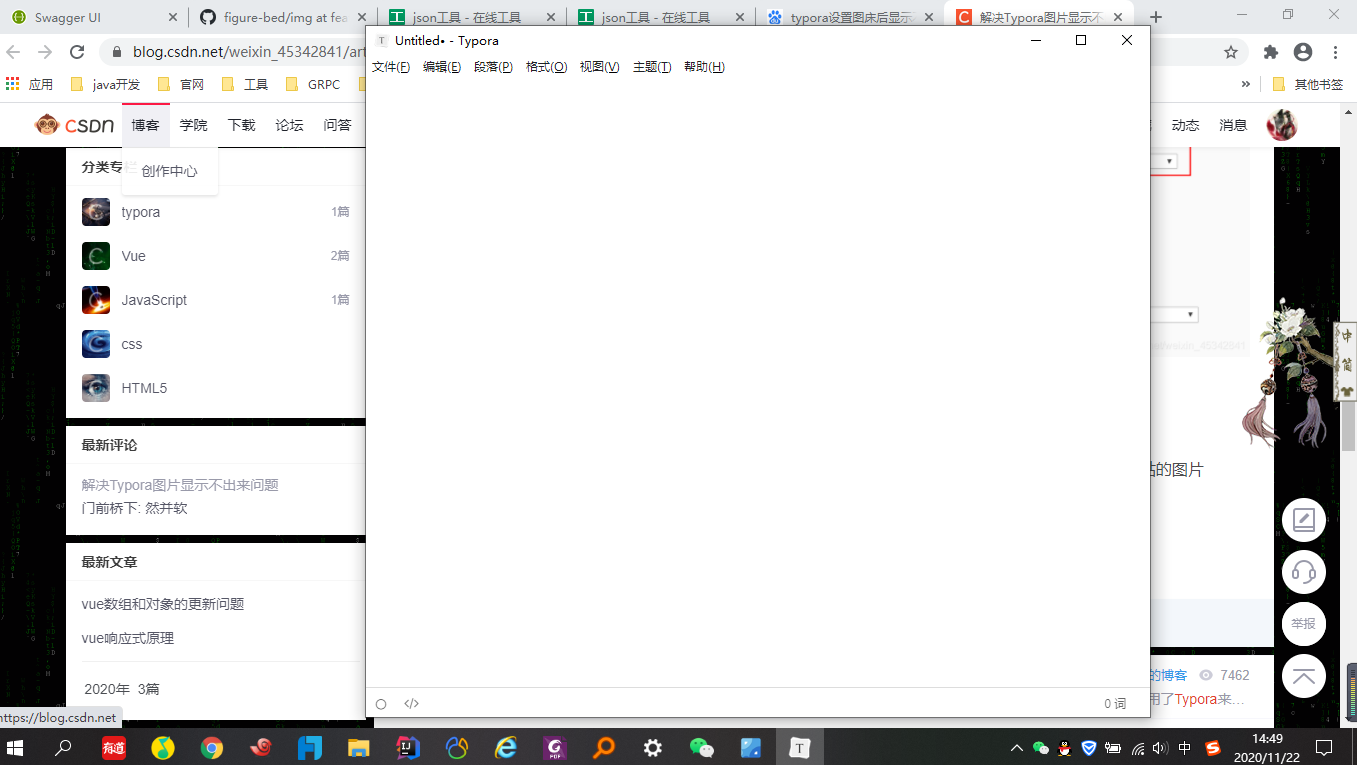 Swagger UI
figure-bed/img at fea
json工具 - 在线工具
json工具 - 在线工具
typora设置图床后显示
解决Typora图片显示不
blog.csdn.net/weixin_45342841/art
应用
java开发
官网
工具
GRPC
»
其他书签
Untitled• - Typora
文件(F) 编辑(E) 段落(P) 格式(O) 视图(V) 主题(T) 帮助(H)
CSDN
博客
学院
下载
论坛
问答
动态
消息
分类专栏
创作中心
typora
1篇
Vue
2篇
JavaScript
1篇
css
HTML5
最新评论
解决Typora图片显示不出来问题
门前桥下: 然并软
最新文章
vue数组和对象的更新问题
vue响应式原理
2020年 3篇
https://blog.csdn.net
weixin_45342841
的图片
中
简
举报
的博客
7462
用了Typora来…
0 词
有道
中
14:49
2020/11/22